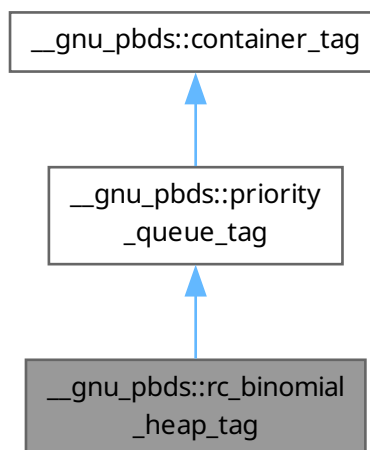 __gnu_pbds::container_tag
__gnu_pbds::priority
_queue_tag
__gnu_pbds::rc_binomial
_heap_tag